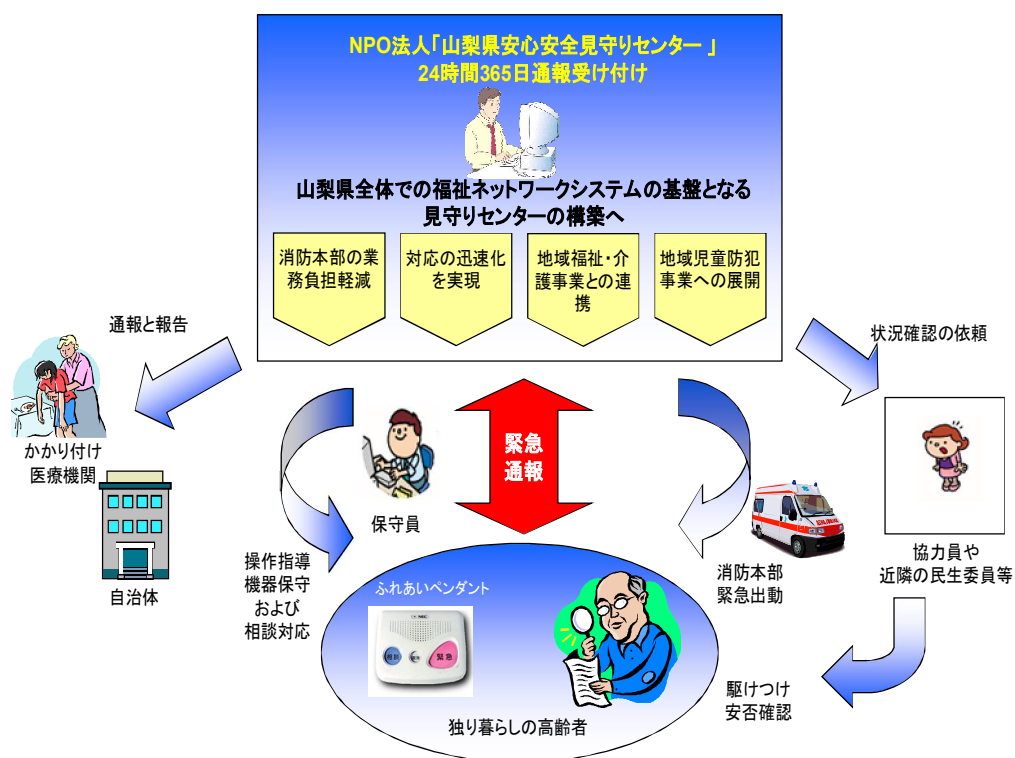 NPO法人「山梨県安心安全見守りセンター 」
24時間365日通報受け付け
山梨県全体での福祉ネットワークシステムの基盤となる
見守りセンターの構築へ
消防本部の業
務負担軽減
対応の迅速化
を実現
地域福祉・介
護事業との連
携
地域児童防犯
事業への展開
通報と報告
状況確認の依頼
かかり付け
医療機関
自治体
保守員
緊急
通報
操作指導
機器保守
および
相談対応
消防本部
緊急出動
協力員や
近隣の民生委員等
ふれあいペンダント
NEC
相談
緊急
駆けつけ
安否確認
独り暮らしの高齢者